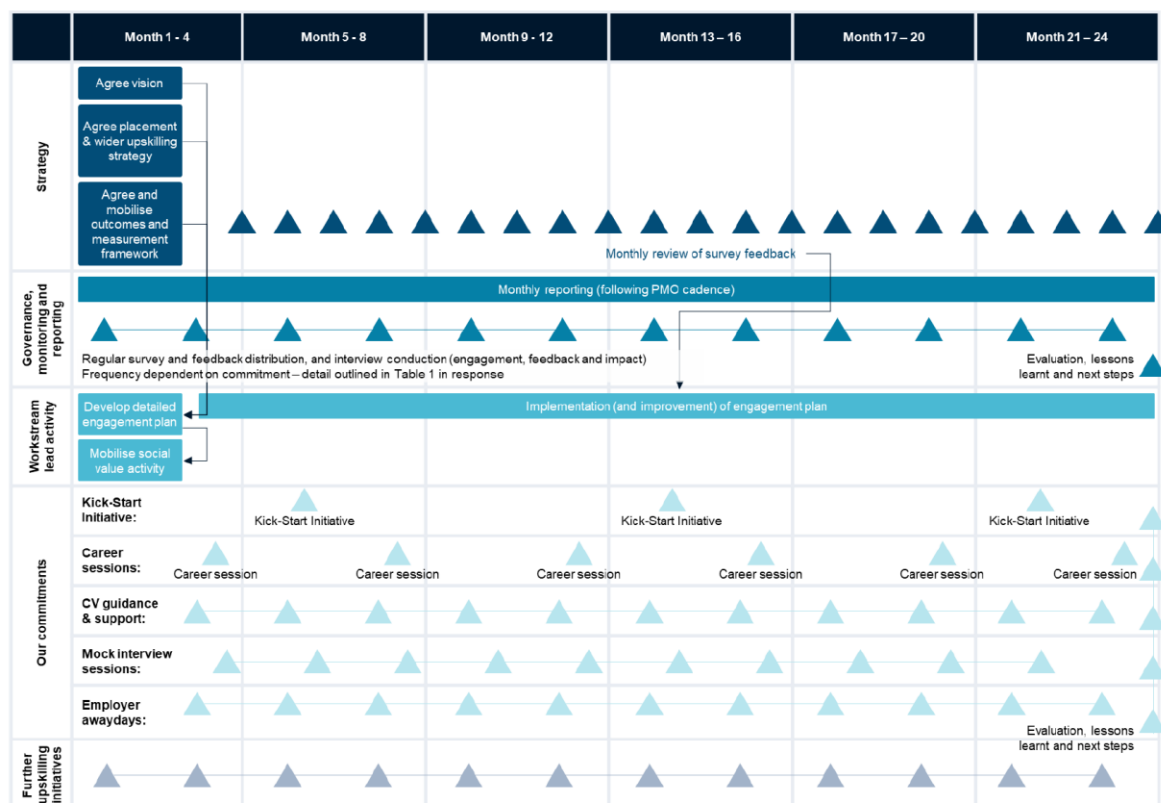 Month 1 - 4
Month 5 - 8
Month 9 - 12
Month 13 – 16
Month 17 – 20
Month 21 – 24
Strategy
Agree vision
Agree placement
& wider upskilling
strategy
Agree and
mobilise
outcomes and
measurement
framework
Monthly review of survey feedback
Governance,
monitoring and
reporting
Monthly reporting (following PMO cadence)
Regular survey and feedback distribution, and interview conduction (engagement, feedback and impact)
Frequency dependent on commitment – detail outlined in Table 1 in response
Evaluation, lessons
learnt and next steps
Workstream
lead activity
Develop detailed
engagement plan
Implementation (and improvement) of engagement plan
Mobilise social
value activity
Our commitments
Kick-Start
Initiative:
Kick-Start Initiative
Kick-Start Initiative
Kick-Start Initiative
Career
sessions:
Career session
Career session
Career session
Career session
Career session
Career session
CV guidance
& support:
Mock interview
sessions:
Employer
awaydays:
Evaluation, lessons
learnt and next steps
Further
upskilling
initiatives